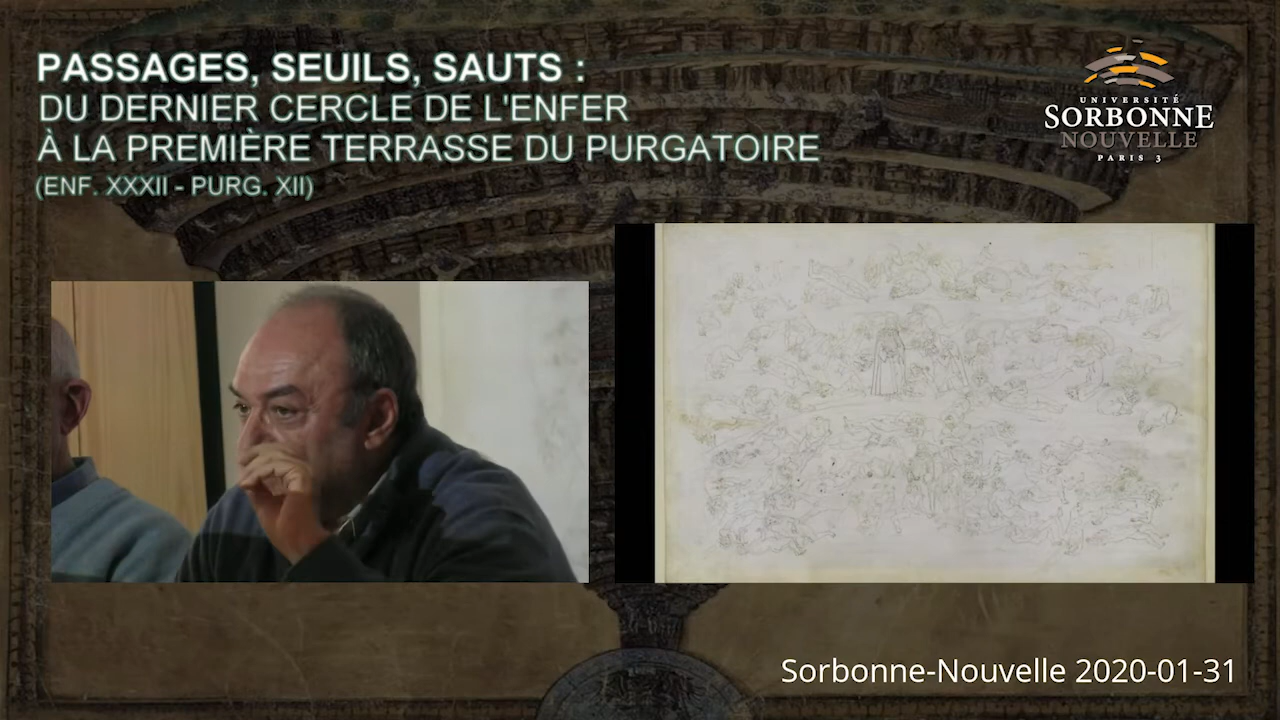 PASSAGES, SEUILS, SAUTS :
DU DERNIER CERCLE DE L'ENFER
À LA PREMIÈRE TERRASSE DU PURGATOIRE
(ENF. XXXII - PURG. XII)
UNIVERSITÉ
SORBONNE
NOUVELLE
PARIS 3
Sorbonne-Nouvelle 2020-01-31